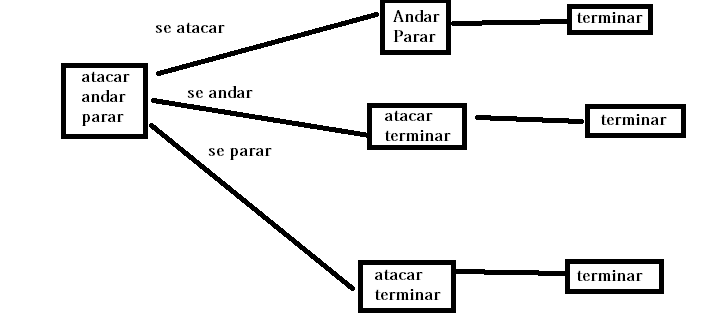 se atacar
Andar
Parar
terminar
atacar
andar
parar
se andar
atacar
terminar
terminar
se parar
atacar
terminar
terminar